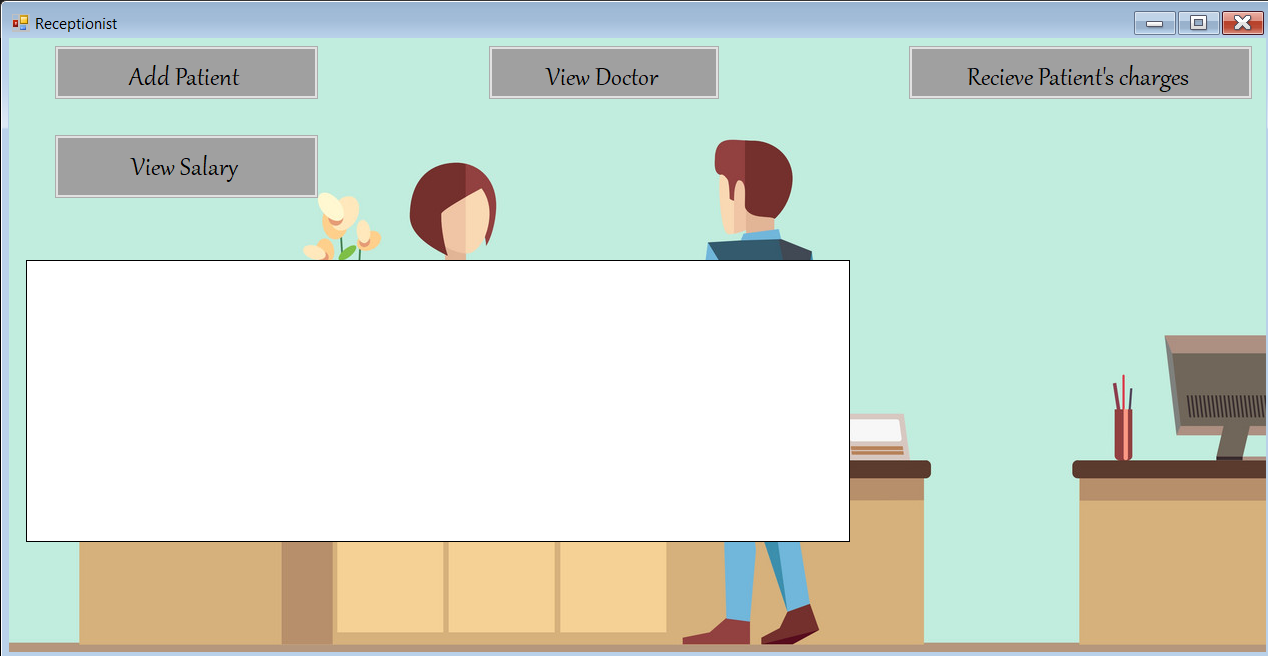 Receptionist
Add Patient
View Doctor
Recieve Patient's charges
View Salary